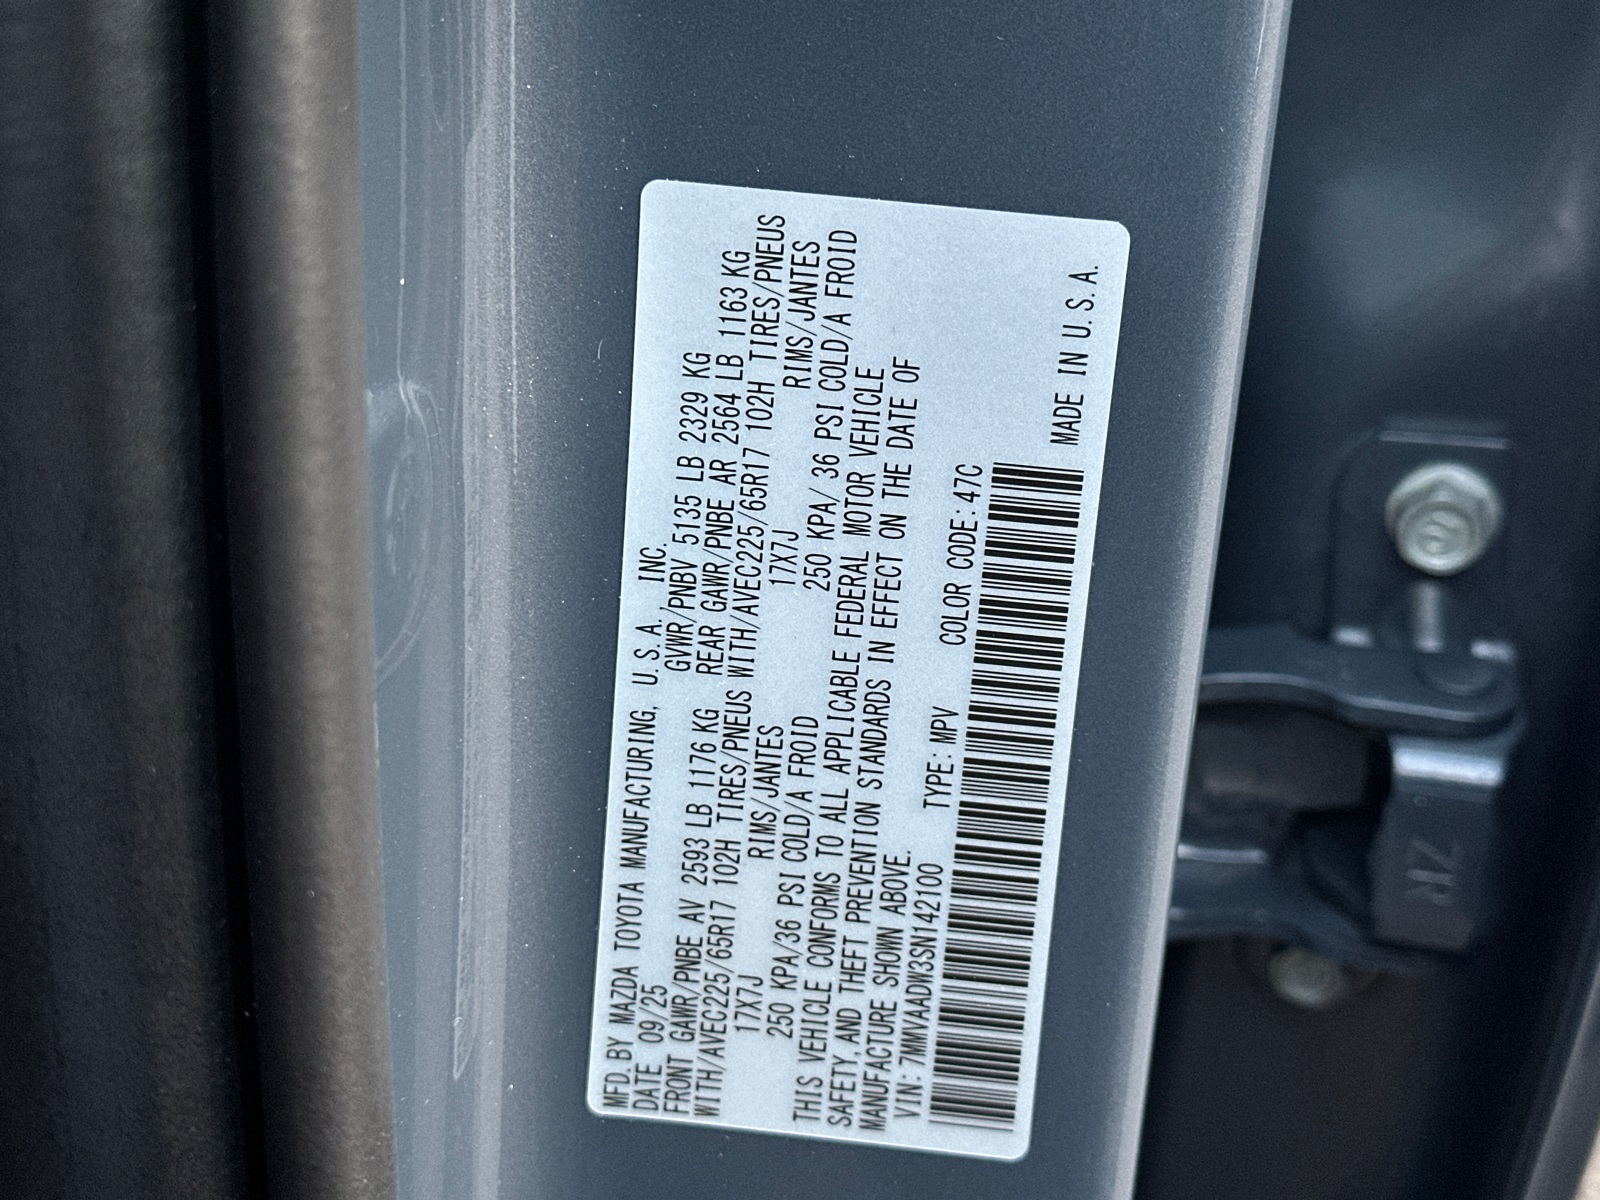 MFD. BY MAZDA TOYOTA MANUFACTURING, U.S.A., INC.
DATE 09/25 GVWR/PNBV 5135 LB 2329 KG
FRONT GAWR/PNBE AV 2593 LB 1176 KG REAR GAWR/PNBE AR 2564 LB 1163 KG
WITH/AVEC225/65R17 102H TIRES/PNEUS WITH/AVEC225/65R17 102H TIRES/PNEUS
17X7J RIMS/JANTES 17X7J RIMS/JANTES
250 KPA/36 PSI COLD/A FROID 250 KPA/ 36 PSI COLD/A FROID
THIS VEHICLE CONFORMS TO ALL APPLICABLE FEDERAL MOTOR VEHICLE
SAFETY, AND THEFT PREVENTION STANDARDS IN EFFECT ON THE DATE OF
MANUFACTURE SHOWN ABOVE.
VIN: 7MMVAADW3SN142100 TYPE: MPV COLOR CODE: 47C
MADE IN U.S.A.
ZR